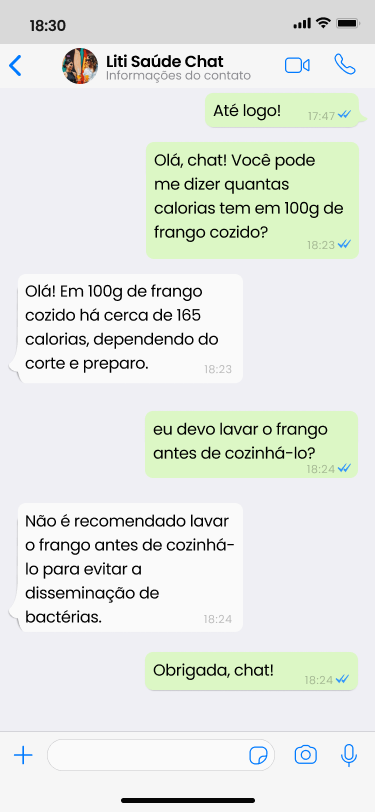 18:30
Liti Saúde Chat
Informações do contato
Até logo!
17:47
Olá, chat! Você pode
me dizer quantas
calorias tem em 100g de
frango cozido?
18:23
Olá! Em 100g de frango
cozido há cerca de 165
calorias, dependendo do
corte e preparo.
18:23
eu devo lavar o frango
antes de cozinhá-lo?
18:24
Não é recomendado lavar
o frango antes de cozinhá-
lo para evitar a
disseminação de
bactérias.
18:24
Obrigada, chat!
18:24